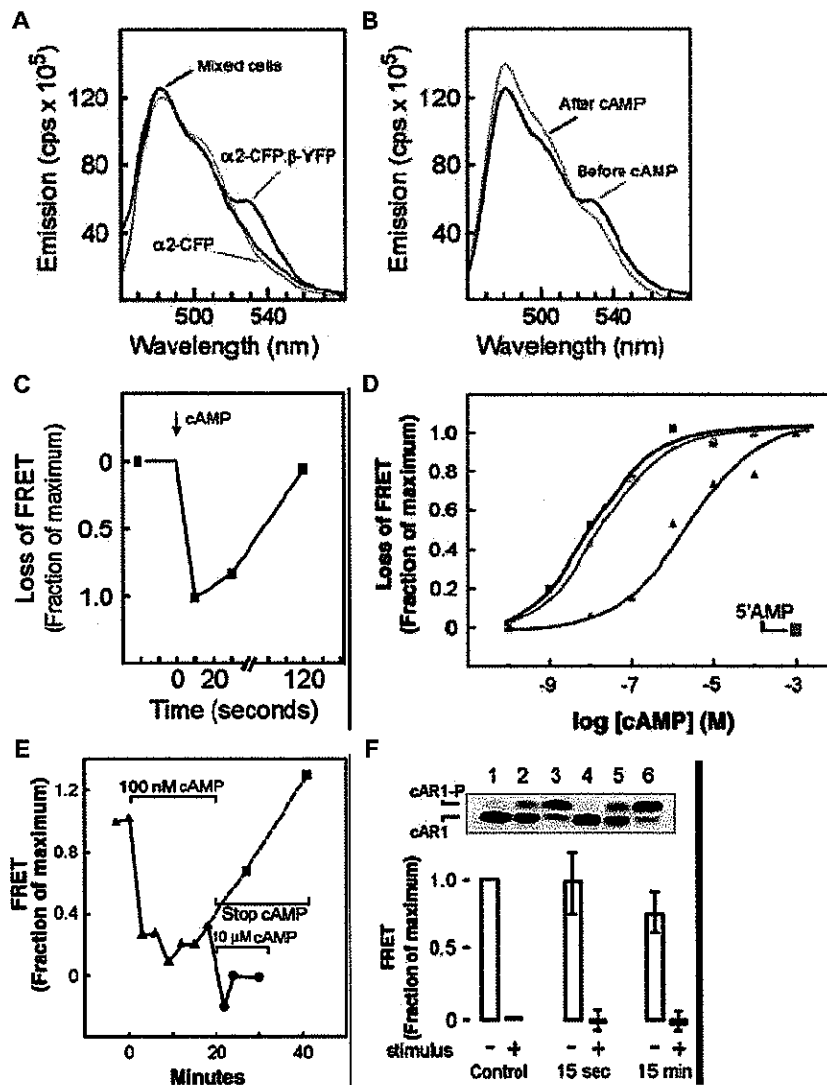 A
Emission (cps x 10⁵)
120
80
40
Mixed cells
α2-CFP:β-YFP
α2-CFP
500
540
Wavelength (nm)
B
Emission (cps x 10⁵)
120
80
40
After cAMP
Before cAMP
500
540
Wavelength (nm)
C
Loss of FRET
(Fraction of maximum)
0
0.5
1.0
cAMP
0 20 120
Time (seconds)
D
Loss of FRET
(Fraction of maximum)
1.0
0.8
0.6
0.4
0.2
0
5'AMP
-9 -7 -5 -3
log [cAMP] (M)
E
FRET
(Fraction of maximum)
1.2
0.8
0.4
0
100 nM cAMP
Stop cAMP
10 μM cAMP
0 20 40
Minutes
F
1 2 3 4 5 6
cAR1-P
cAR1
FRET
(Fraction of maximum)
1.0
0.5
0
stimulus - + - + - +
Control 15 sec 15 min